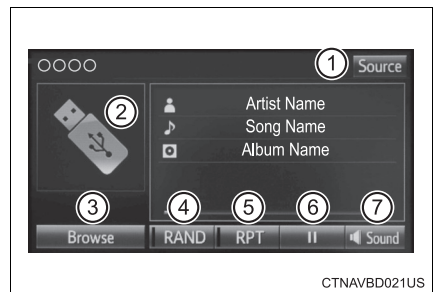 OOOO
1 Source
2
Artist Name
Song Name
Album Name
3 4 5 6 7
Browse RAND RPT II Sound
CTNAVBD021US